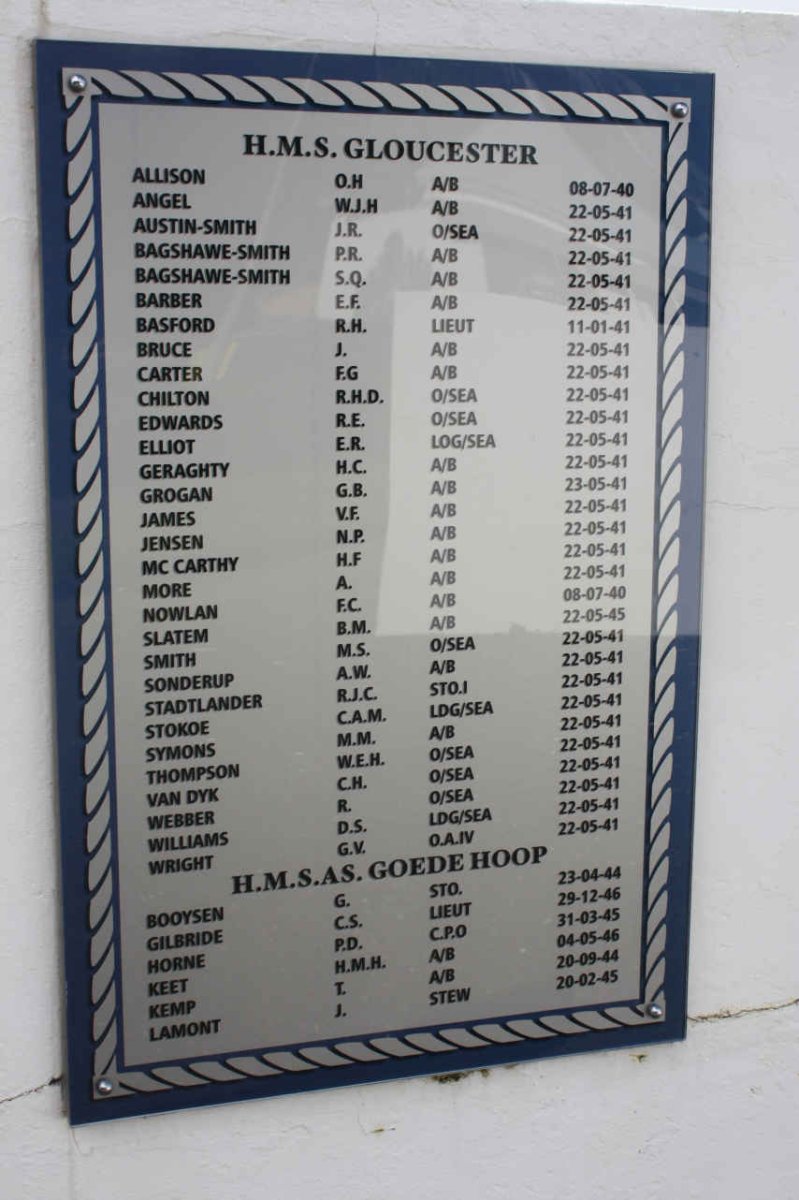 H.M.S. GLOUCESTER
ALLISON O.H A/B 08-07-40
ANGEL W.J.H A/B 22-05-41
AUSTIN-SMITH J.R. O/SEA 22-05-41
BAGSHAWE-SMITH P.R. A/B 22-05-41
BAGSHAWE-SMITH S.Q. A/B 22-05-41
BARBER E.F. A/B 22-05-41
BASFORD R.H. LIEUT 11-01-41
BRUCE J. A/B 22-05-41
CARTER F.G A/B 22-05-41
CHILTON R.H.D. O/SEA 22-05-41
EDWARDS R.E. O/SEA 22-05-41
ELLIOT E.R. LOG/SEA 22-05-41
GERAGHTY H.C. A/B 22-05-41
GROGAN G.B. A/B 23-05-41
JAMES V.F. A/B 22-05-41
JENSEN N.P. A/B 22-05-41
MC CARTHY H.F A/B 22-05-41
MORE A. A/B 22-05-41
NOWLAN F.C. A/B 08-07-40
SLATEM B.M. A/B 22-05-45
SMITH M.S. O/SEA 22-05-41
SONDERUP A.W. A/B 22-05-41
STADTLANDER R.J.C. STO.I 22-05-41
STOKOE C.A.M. LDG/SEA 22-05-41
SYMONS M.M. A/B 22-05-41
THOMPSON W.E.H. O/SEA 22-05-41
VAN DYK C.H. O/SEA 22-05-41
WEBBER R. O/SEA 22-05-41
WILLIAMS D.S. LDG/SEA 22-05-41
WRIGHT G.V. O.A.IV 22-05-41
H.M.S.AS. GOEDE HOOP
BOOYSEN G. STO. 23-04-44
GILBRIDE C.S. LIEUT 29-12-46
HORNE P.D. C.P.O 31-03-45
KEET H.M.H. A/B 04-05-46
KEMP T. A/B 20-09-44
LAMONT J. STEW 20-02-45